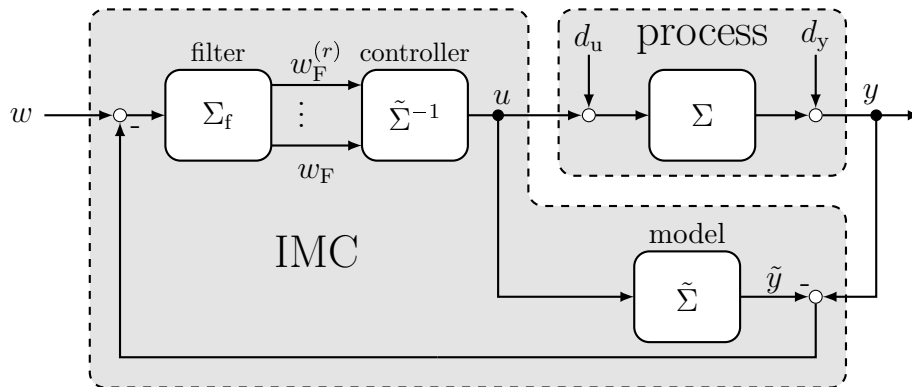 process
filter
controller
w_F^{(r)}
d_u
d_y
w
-
Σ_f
⋮
Σ̃^{-1}
u
Σ
y
w_F
IMC
model
Σ̃
ỹ
-